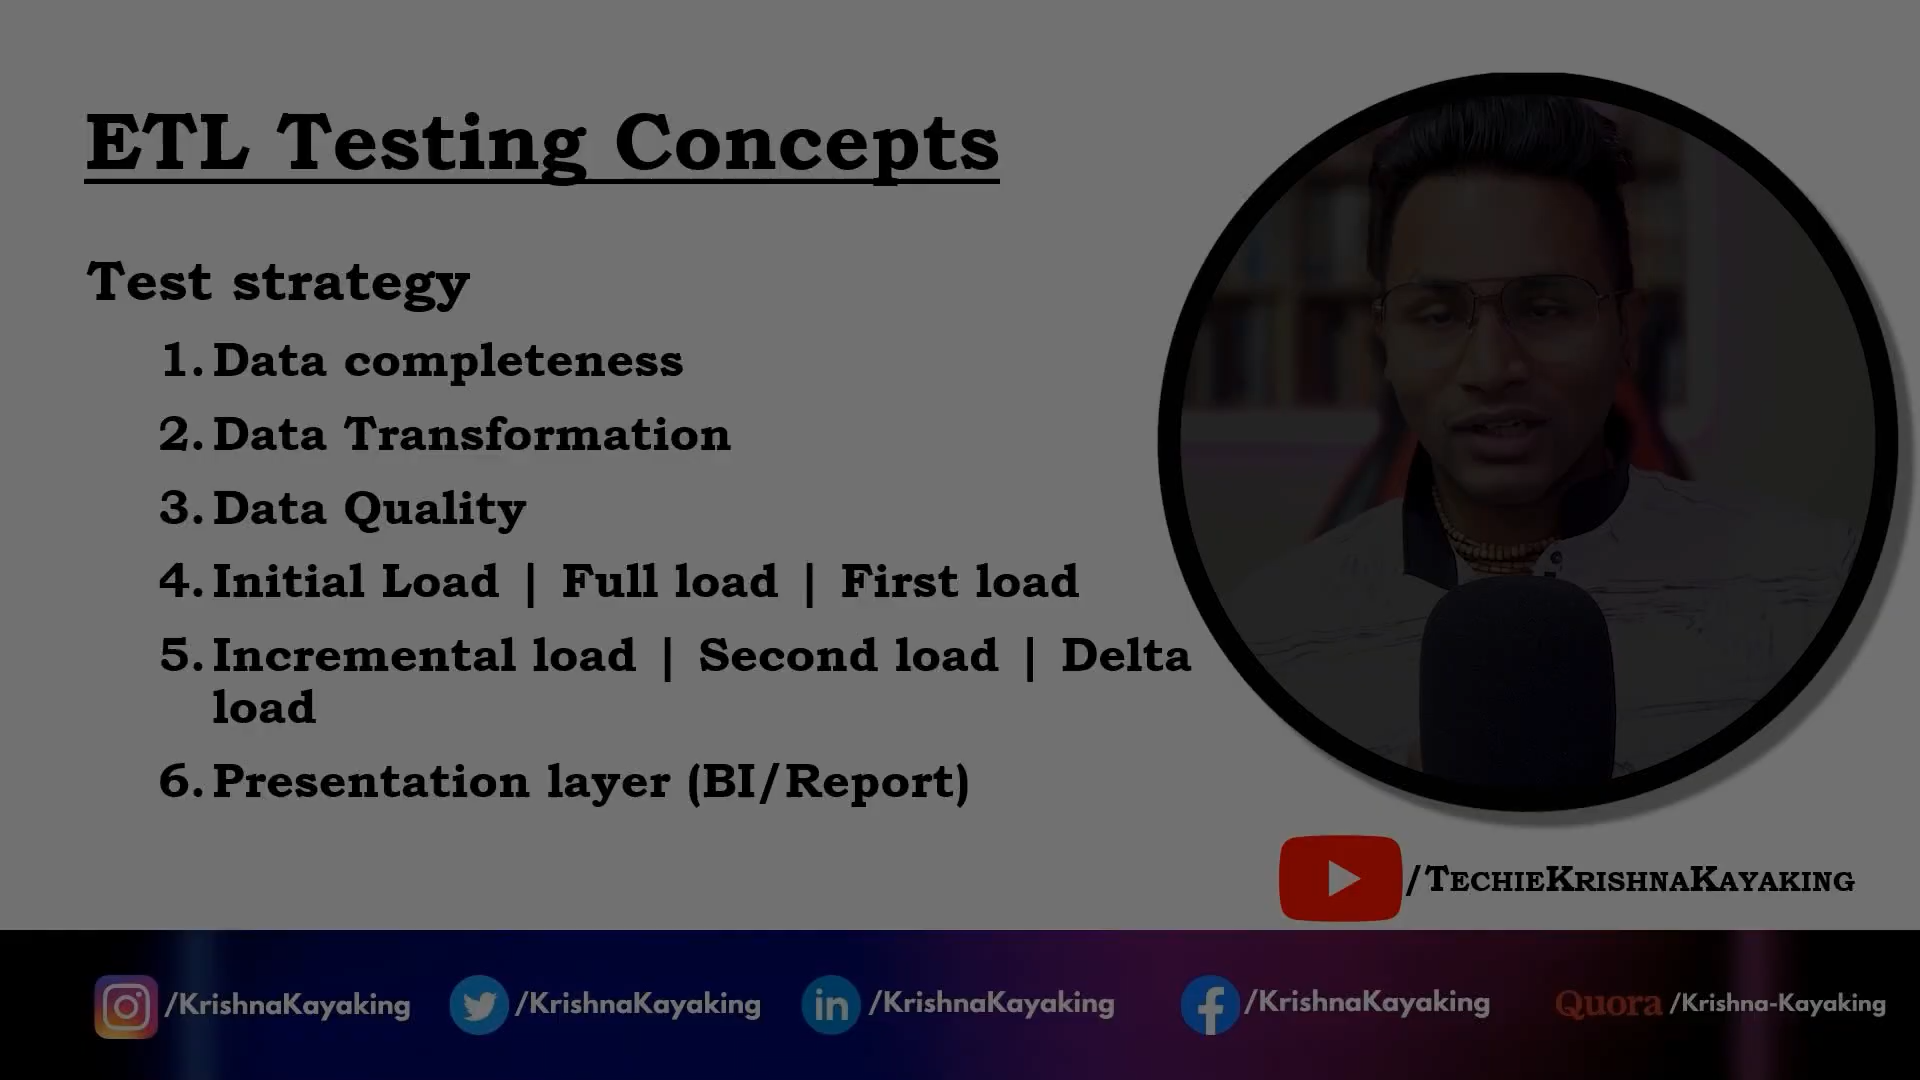 ETL Testing Concepts
Test strategy
1. Data completeness
2. Data Transformation
3. Data Quality
4. Initial Load | Full load | First load
5. Incremental load | Second load | Delta
load
6. Presentation layer (BI/Report)
/TECHIEKRISHNAKAYAKING
/KrishnaKayaking
/KrishnaKayaking
in /KrishnaKayaking
/KrishnaKayaking
Quora /Krishna-Kayaking